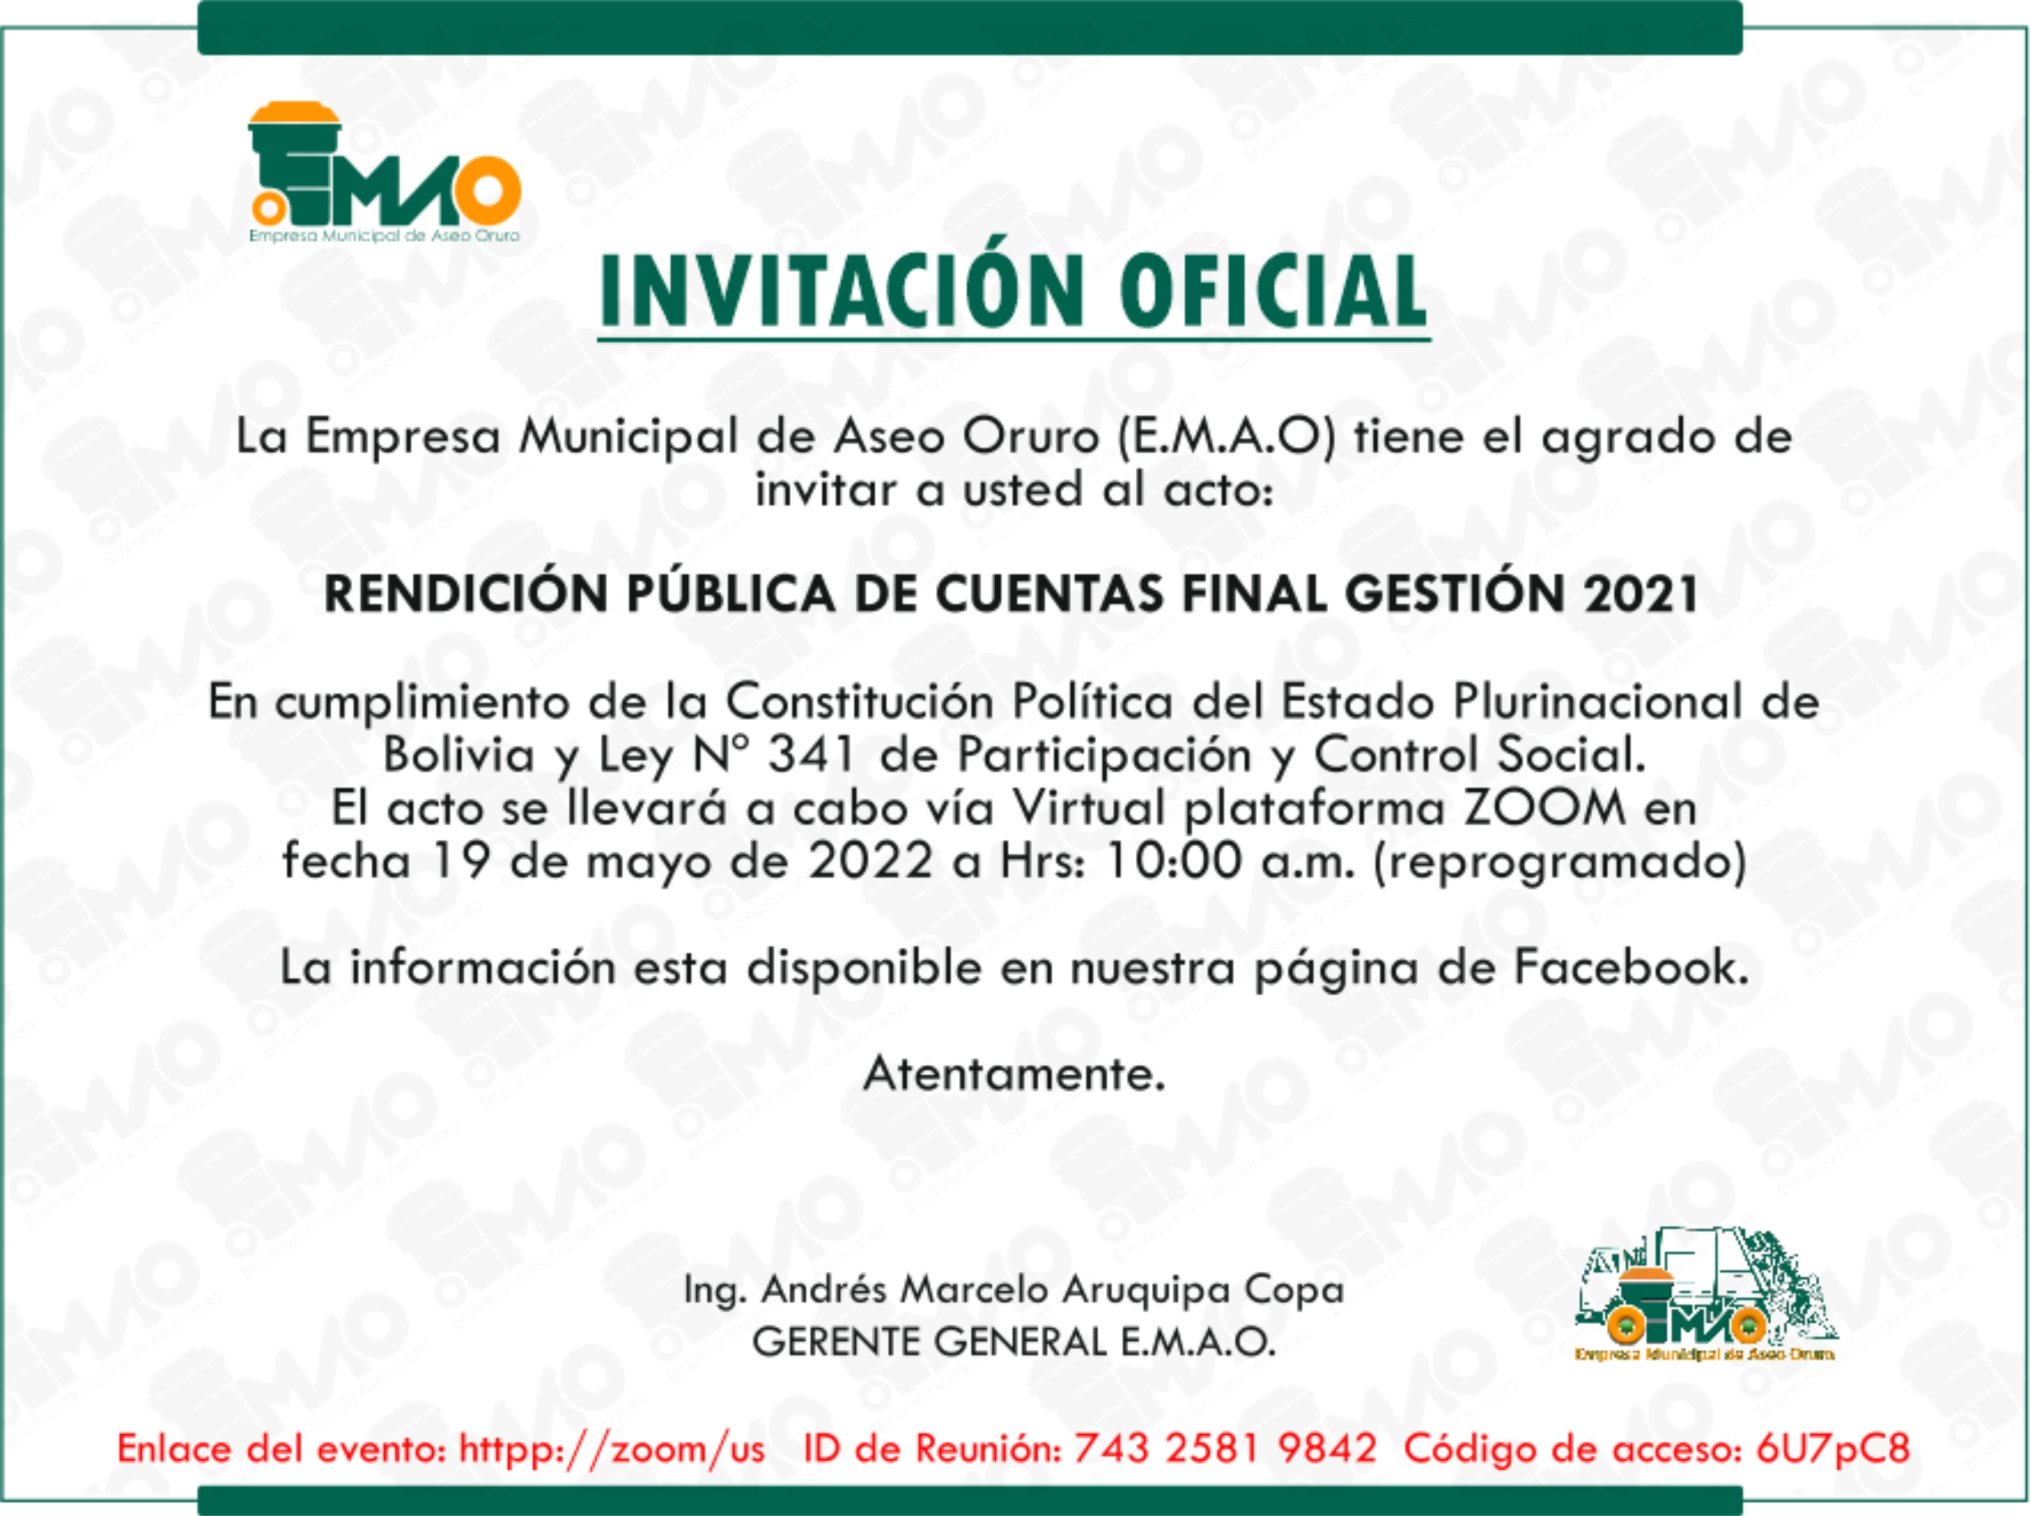 EMAO
Empresa Municipal de Aseo Oruro
INVITACIÓN OFICIAL
La Empresa Municipal de Aseo Oruro (E.M.A.O) tiene el agrado de
invitar a usted al acto:
RENDICIÓN PÚBLICA DE CUENTAS FINAL GESTIÓN 2021
En cumplimiento de la Constitución Política del Estado Plurinacional de
Bolivia y Ley Nº 341 de Participación y Control Social.
El acto se llevará a cabo vía Virtual plataforma ZOOM en
fecha 19 de mayo de 2022 a Hrs: 10:00 a.m. (reprogramado)
La información esta disponible en nuestra página de Facebook.
Atentamente.
Ing. Andrés Marcelo Aruquipa Copa
GERENTE GENERAL E.M.A.O.
EMAO
Empresa Municipal de Aseo Oruro
Enlace del evento: httpp://zoom/us ID de Reunión: 743 2581 9842 Código de acceso: 6U7pC8